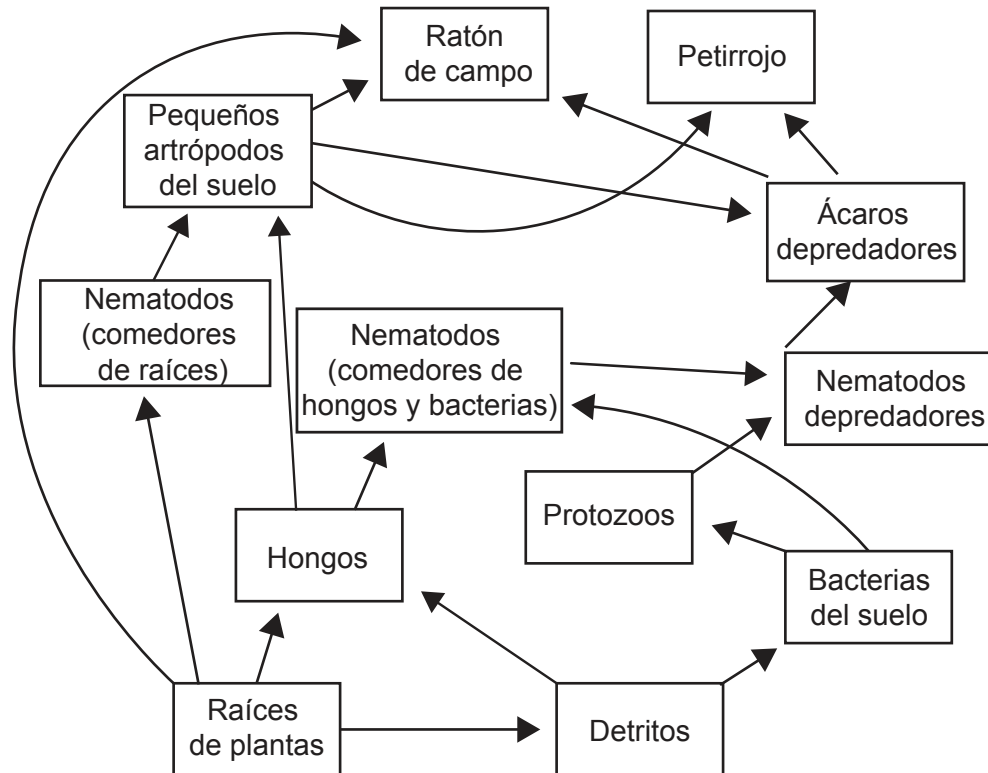 Ratón
de campo
Petirrojo
Pequeños
artrópodos
del suelo
Ácaros
depredadores
Nematodos
(comedores
de raíces)
Nematodos
(comedores de
hongos y bacterias)
Nematodos
depredadores
Protozoos
Hongos
Bacterias
del suelo
Raíces
de plantas
Detritos